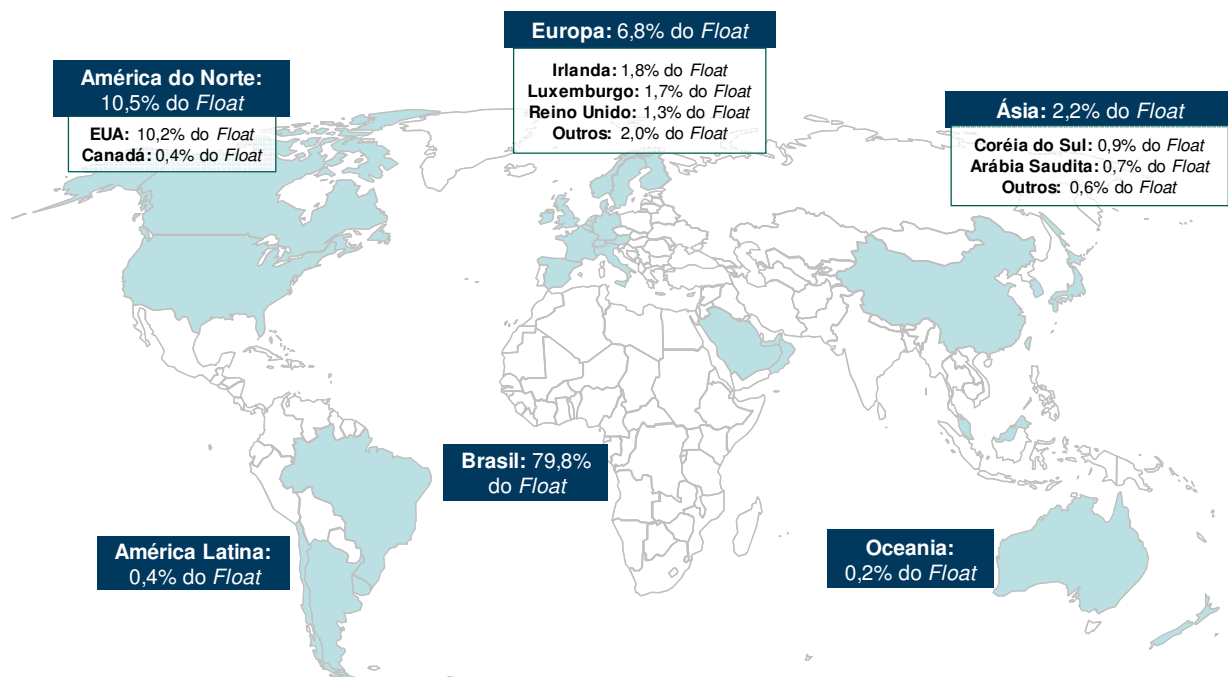 Europa: 6,8% do Float
Irlanda: 1,8% do Float
Luxemburgo: 1,7% do Float
Reino Unido: 1,3% do Float
Outros: 2,0% do Float
América do Norte:
10,5% do Float
EUA: 10,2% do Float
Canadá: 0,4% do Float
Ásia: 2,2% do Float
Coréia do Sul: 0,9% do Float
Arábia Saudita: 0,7% do Float
Outros: 0,6% do Float
Brasil: 79,8%
do Float
América Latina:
0,4% do Float
Oceania:
0,2% do Float